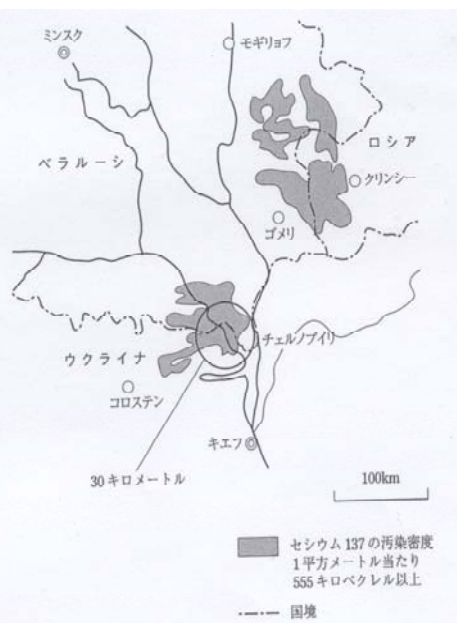 ミンスク
モギリョフ
ロシア
ベラルーシ
クリンシー
ゴメリ
チェルノブイリ
ウクライナ
コロステン
キエフ
30キロメートル
100km
セシウム137の汚染密度
1平方メートル当たり
555キロベクレル以上
国境